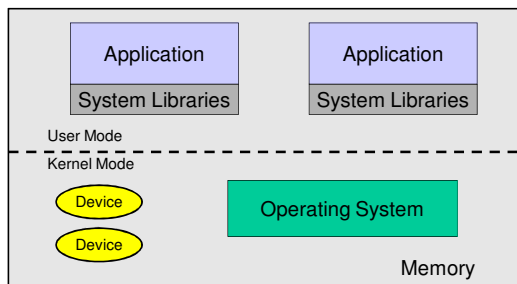 Application
Application
System Libraries
System Libraries
User Mode
Kernel Mode
Device
Operating System
Device
Memory